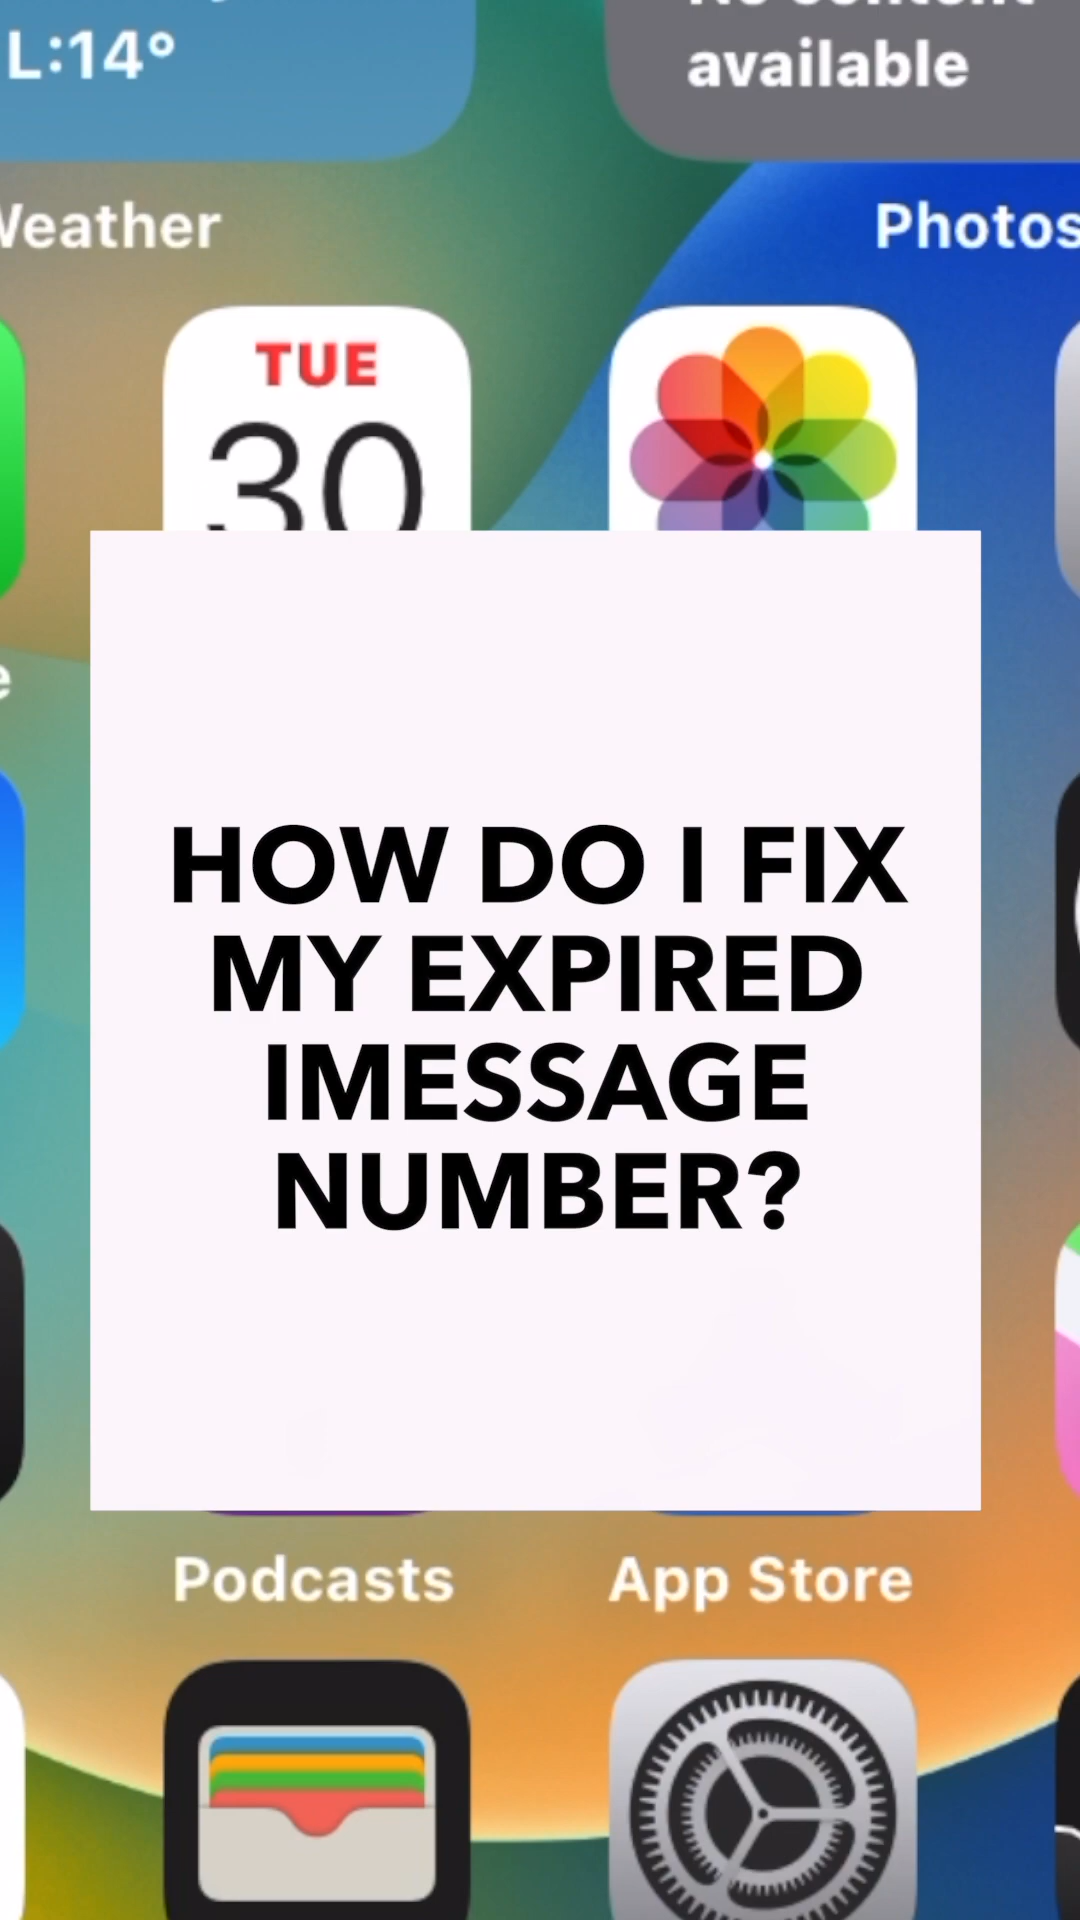 L:14°
available
Weather
Photos
TUE
30
HOW DO I FIX
MY EXPIRED
IMESSAGE
NUMBER?
Podcasts
App Store